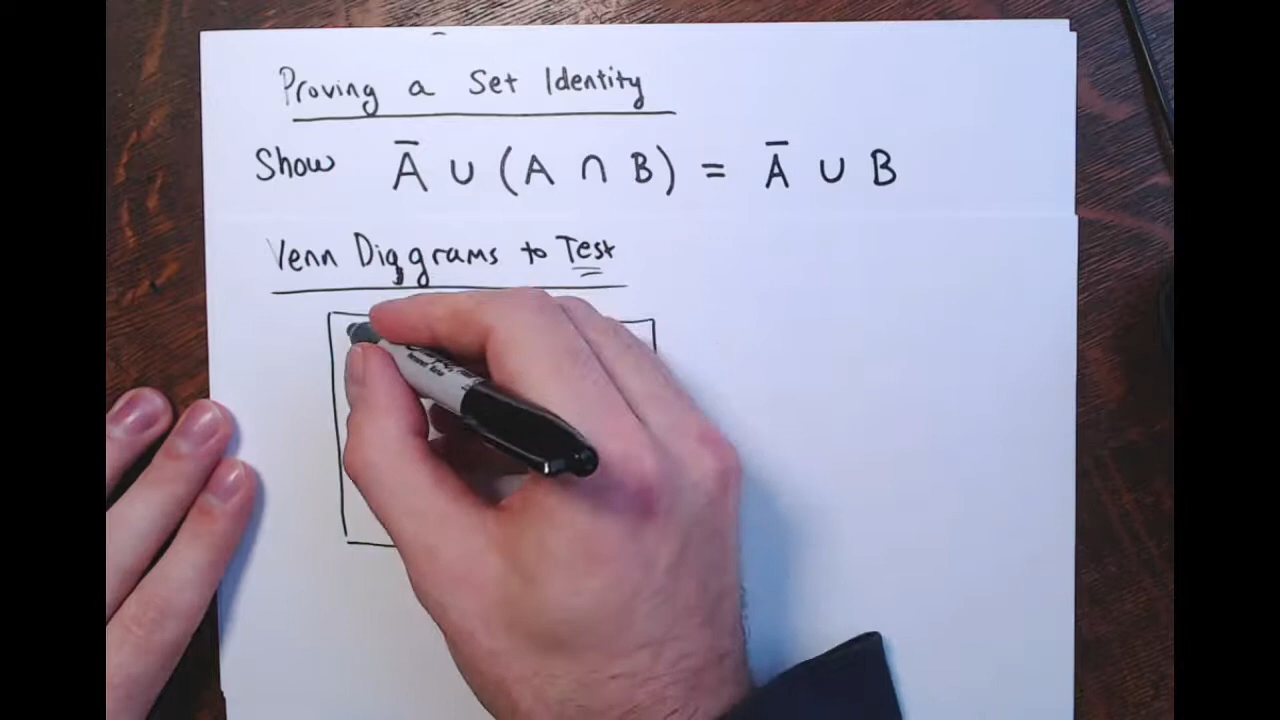 Proving a Set Identity
Show Ā ∪ (A ∩ B) = Ā ∪ B
Venn Diagrams to Test